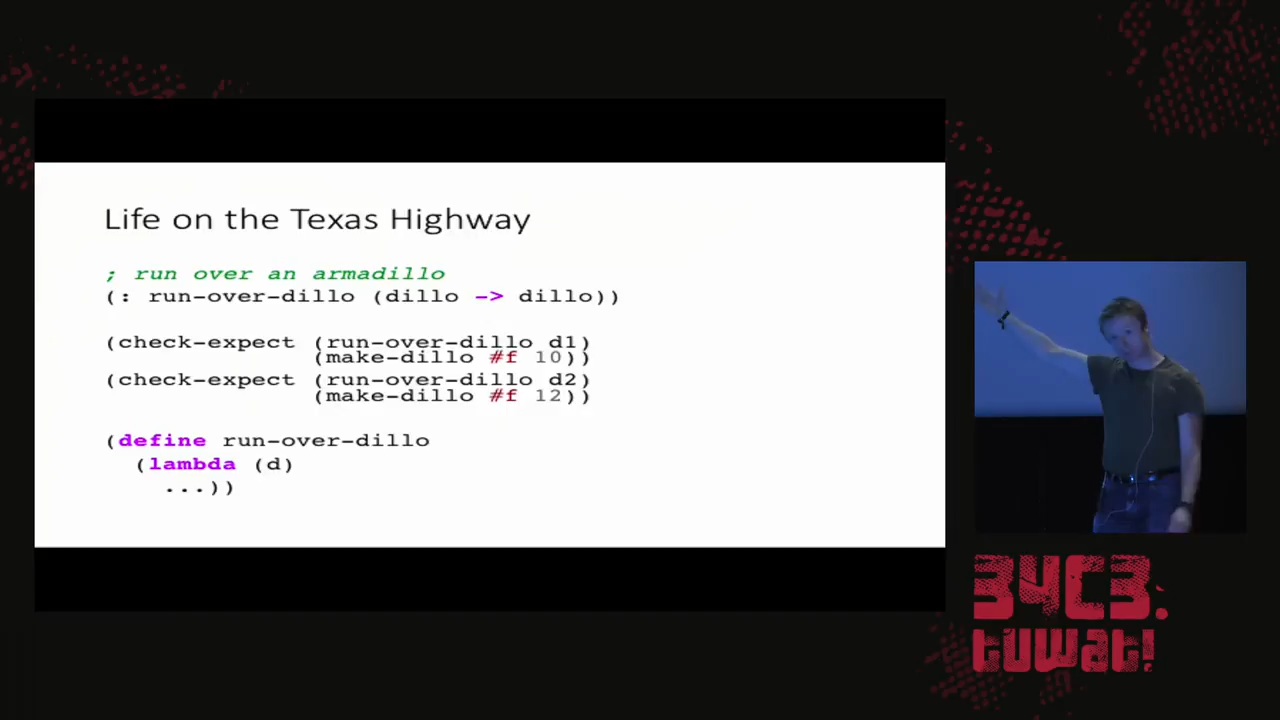 Life on the Texas Highway
; run over an armadillo
(: run-over-dillo (dillo -> dillo))
(check-expect (run-over-dillo d1)
(make-dillo #f 10))
(check-expect (run-over-dillo d2)
(make-dillo #f 12))
(define run-over-dillo
(lambda (d)
...))
34C3.
tuwat!